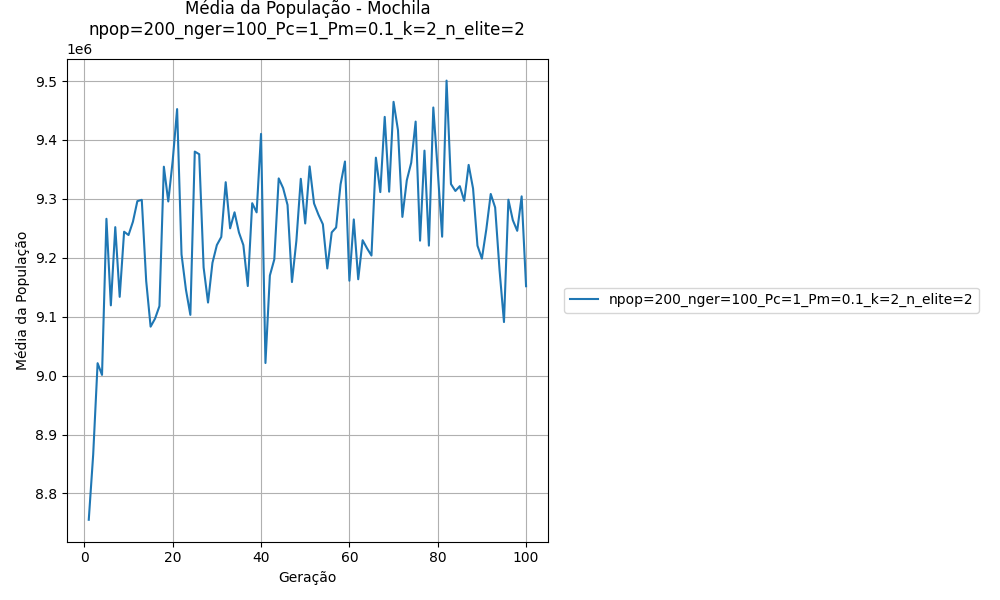 Média da População - Mochila
npop=200_nger=100_Pc=1_Pm=0.1_k=2_n_elite=2
1e6
9.5
9.4
9.3
9.2
9.1
9.0
8.9
8.8
Média da População
0 20 40 60 80 100
Geração
npop=200_nger=100_Pc=1_Pm=0.1_k=2_n_elite=2